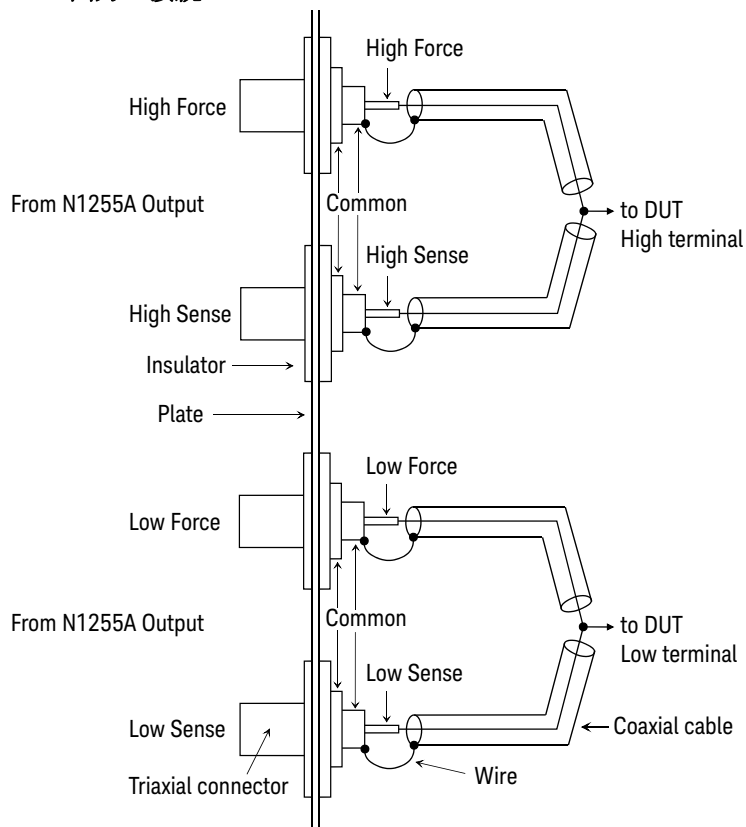 High Force
High Force
From N1255A Output
Common
to DUT
High terminal
High Sense
High Sense
Insulator
Plate
Low Force
Low Force
From N1255A Output
Common
to DUT
Low terminal
Low Sense
Low Sense
Coaxial cable
Triaxial connector
Wire